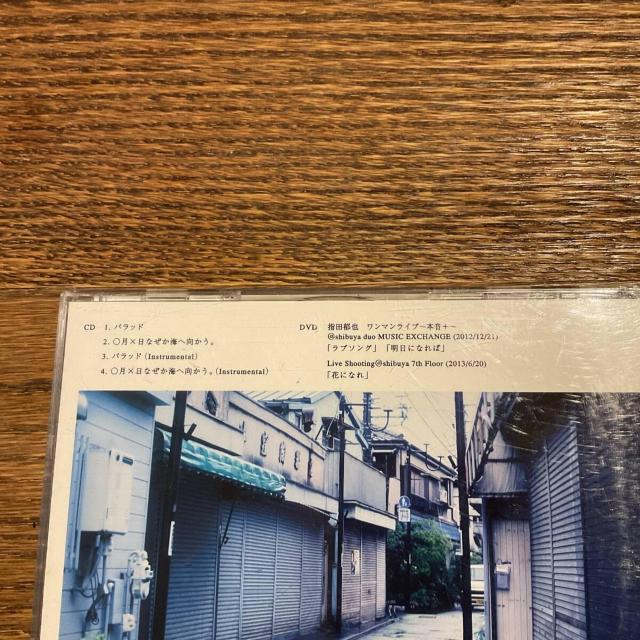 CD 1. バラッド
2. 〇月×日なぜか海へ向かう。
3. バラッド(Instrumental)
4. 〇月×日なぜか海へ向かう。(Instrumental)
DVD 指田郁也 ワンマンライブ〜本音+〜
@shibuya duo MUSIC EXCHANGE (2012/12/21)
「ラブソング」「明日になれば」
Live Shooting@shibuya 7th Floor (2013/6/20)
「花になれ」